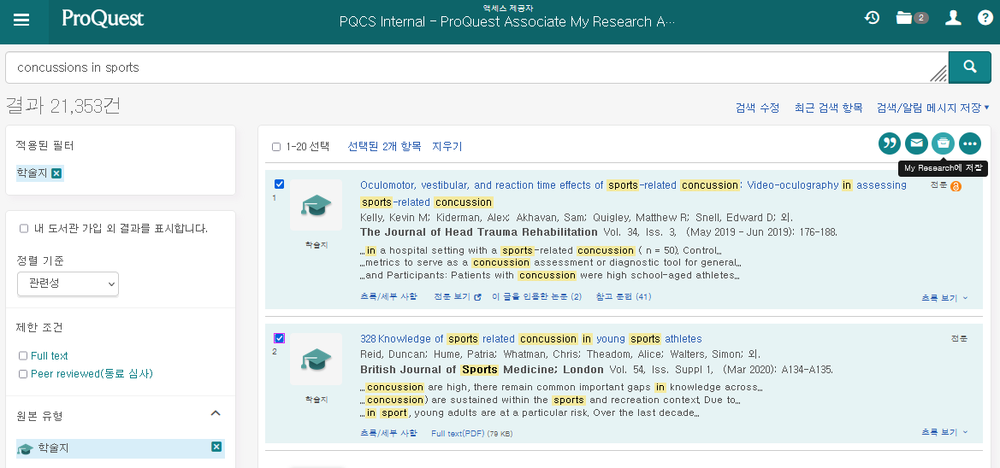 ProQuest
액세스 제공자
PQCS Internal - ProQuest Associate My Research A...
2
concussions in sports
결과 21,353건
검색 수정 최근 검색 항목 검색/알림 메시지 저장
적용된 필터
학술지
내 도서관 가입 외 결과를 표시합니다.
정렬 기준
관련성
제한 조건
Full text
Peer reviewed(동료 심사)
원본 유형
학술지
1-20 선택 선택된 2개 항목 지우기
My Research에 저장
1
학술지
Oculomotor, vestibular, and reaction time effects of sports-related concussion: Video-oculography in assessing
sports-related concussion
전문
Kelly, Kevin M; Kiderman, Alex; Akhavan, Sam; Quigley, Matthew R; Snell, Edward D; 외.
The Journal of Head Trauma Rehabilitation Vol. 34, Iss. 3, (May 2019 - Jun 2019): 176-188.
...in a hospital setting with a sports-related concussion ( n = 50). Control...
...metrics to serve as a concussion assessment or diagnostic tool for general...
...and Participants: Patients with concussion were high school-aged athletes...
초록/세부 사항 전문 보기 이 글을 인용한 논문 (2) 참고 문헌 (41)
초록 보기
2
학술지
328 Knowledge of sports related concussion in young sports athletes
전문
Reid, Duncan; Hume, Patria; Whatman, Chris; Theadom, Alice; Walters, Simon; 외.
British Journal of Sports Medicine; London Vol. 54, Iss. Suppl 1, (Mar 2020): A134-A135.
...concussion are high, there remain common important gaps in knowledge across...
...concussion) are sustained within the sports and recreation context. Due to...
...in sport, young adults are at a particular risk. Over the last decade...
초록/세부 사항 Full text(PDF) (79 KB)
초록 보기